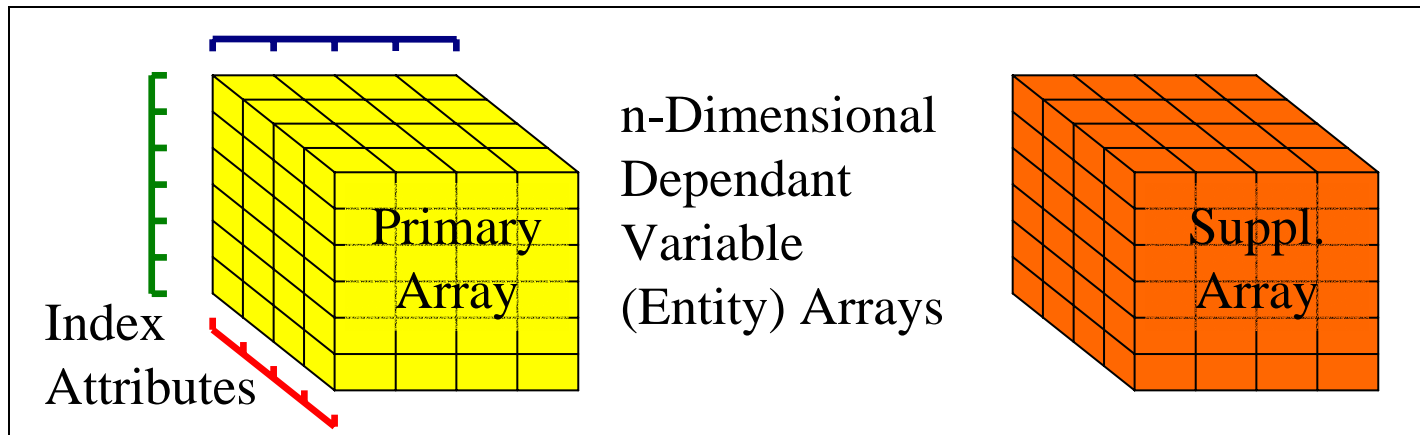 Primary
Array
Index
Attributes
n-Dimensional
Dependant
Variable
(Entity) Arrays
Suppl.
Array